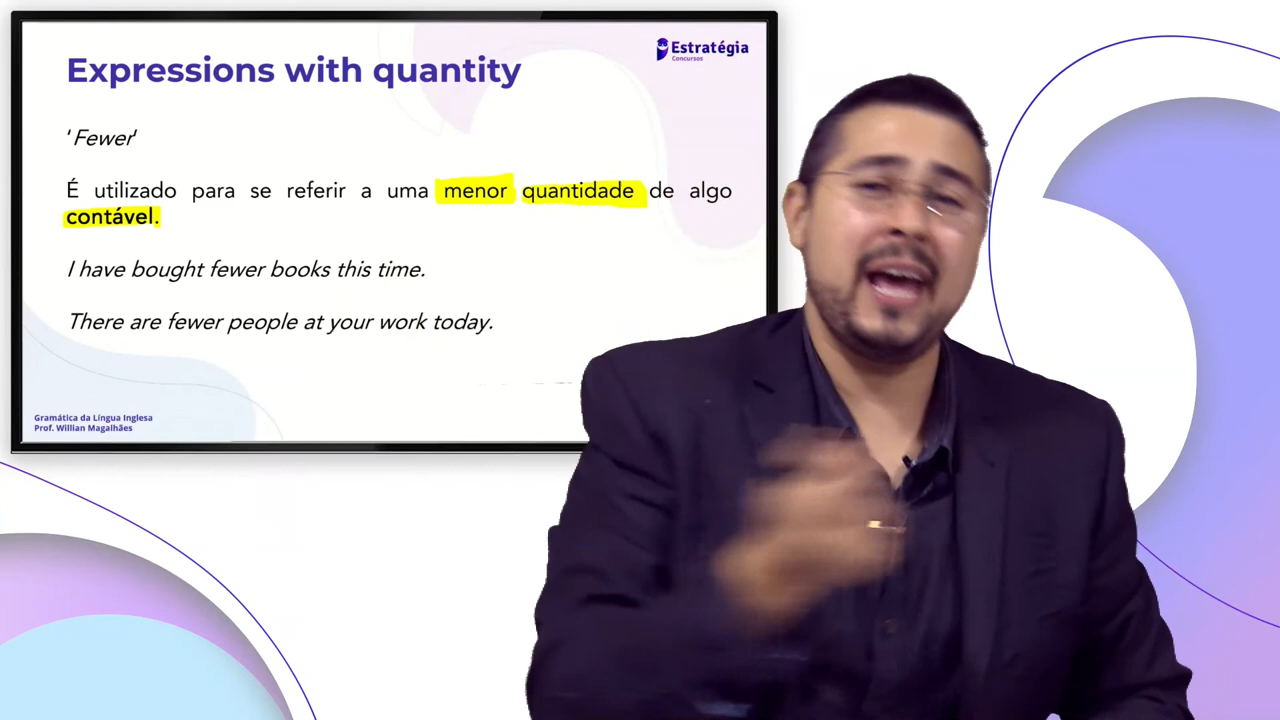 Estratégia
Concursos
Expressions with quantity
'Fewer'
É utilizado para se referir a uma menor quantidade de algo
contável.
I have bought fewer books this time.
There are fewer people at your work today.
Gramática da Língua Inglesa
Prof. Willian Magalhães